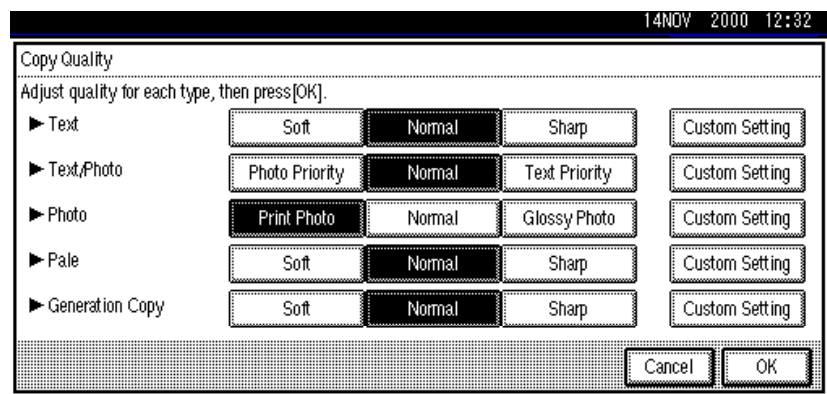 14NOV 2000 12:32
Copy Quality
Adjust quality for each type, then press[OK].
►Text Soft Normal Sharp Custom Setting
►Text/Photo Photo Priority Normal Text Priority Custom Setting
►Photo Print Photo Normal Glossy Photo Custom Setting
►Pale Soft Normal Sharp Custom Setting
►Generation Copy Soft Normal Sharp Custom Setting
Cancel OK